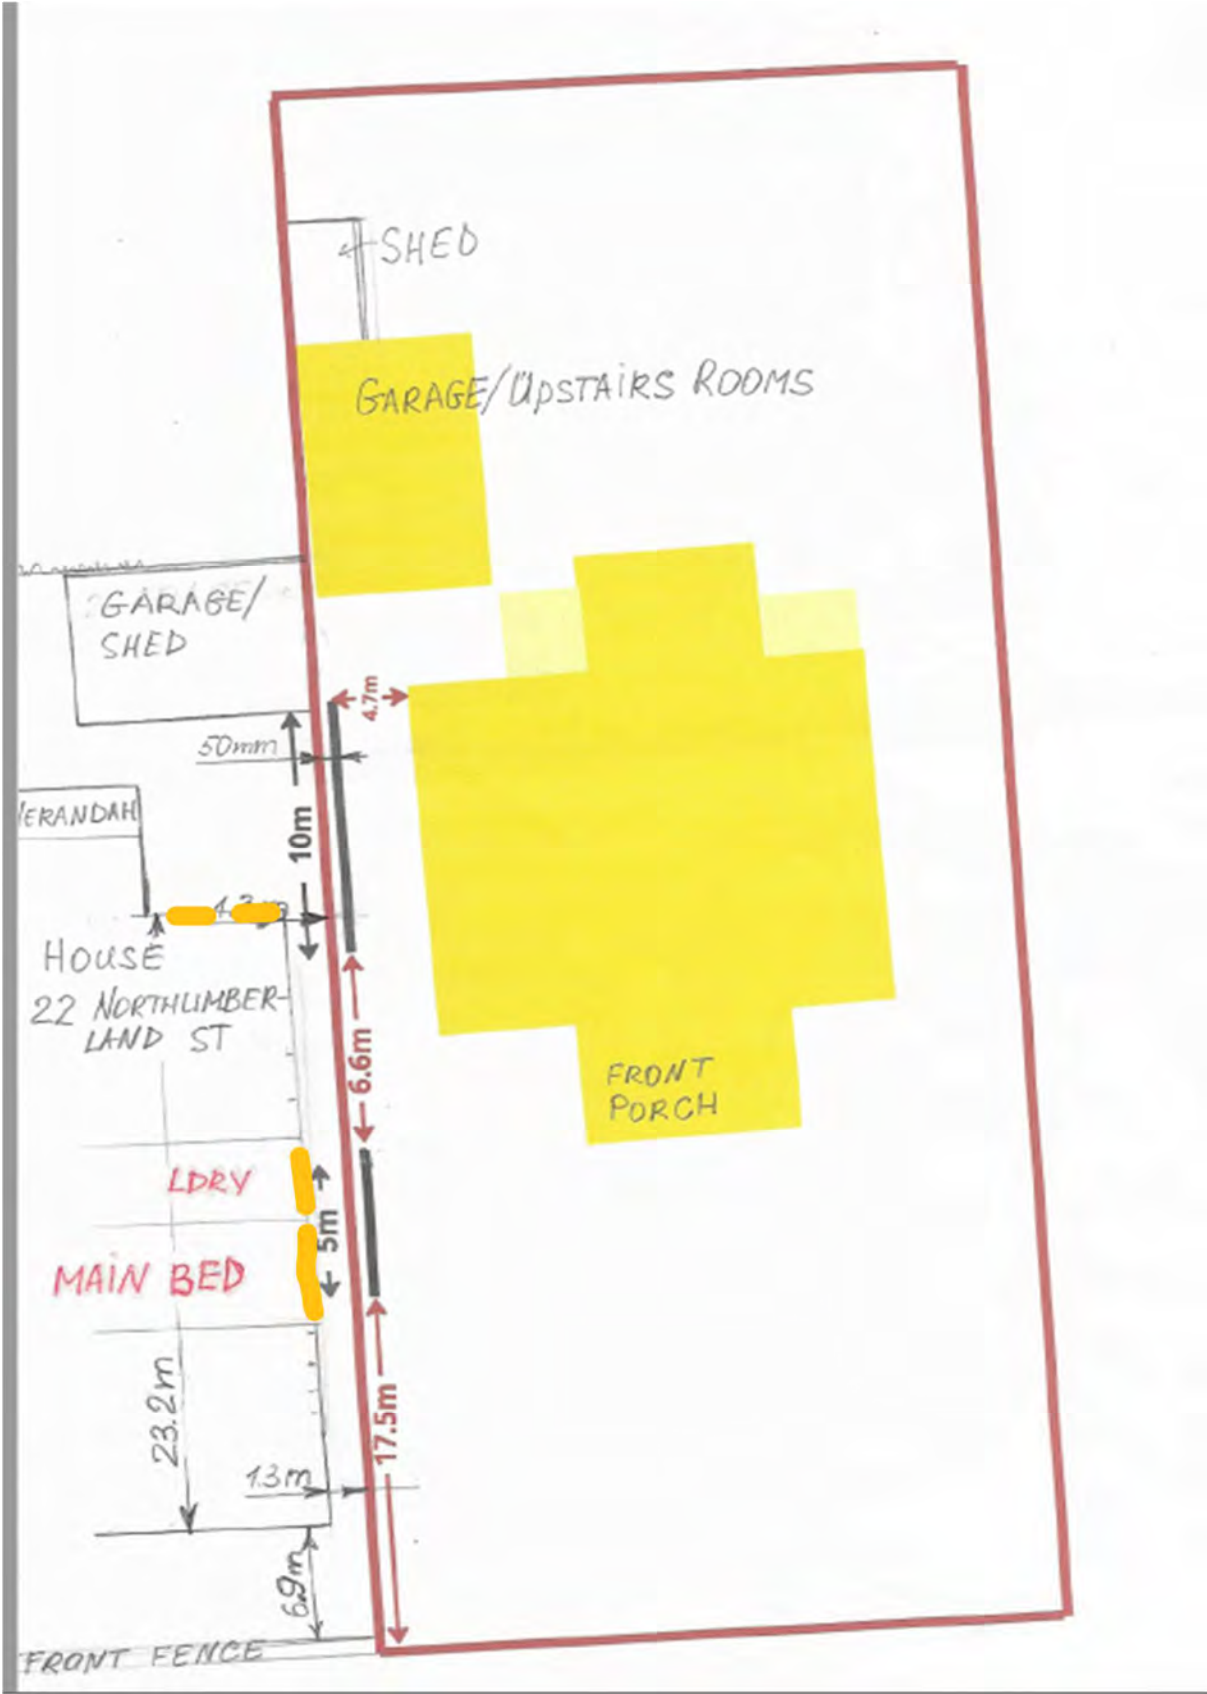 SHED
GARAGE/UPSTAIRS ROOMS
GARAGE/
SHED
4.7m
50mm
VERANDAH
10m
HOUSE
22 NORTHUMBER-
LAND ST
6.6m
FRONT
PORCH
LDRY
5m
MAIN BED
23.2m
17.5m
1.3m
6.9m
FRONT FENCE